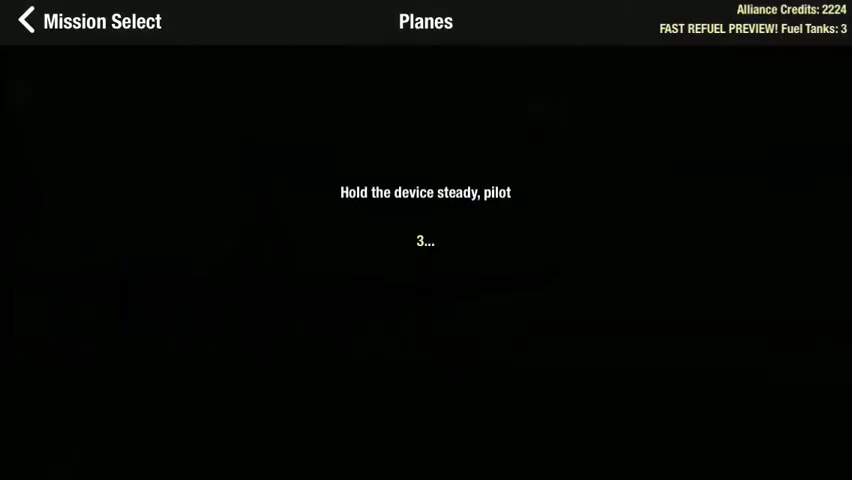 Mission Select
Planes
Alliance Credits: 2224
FAST REFUEL PREVIEW! Fuel Tanks: 3
Hold the device steady, pilot
3...